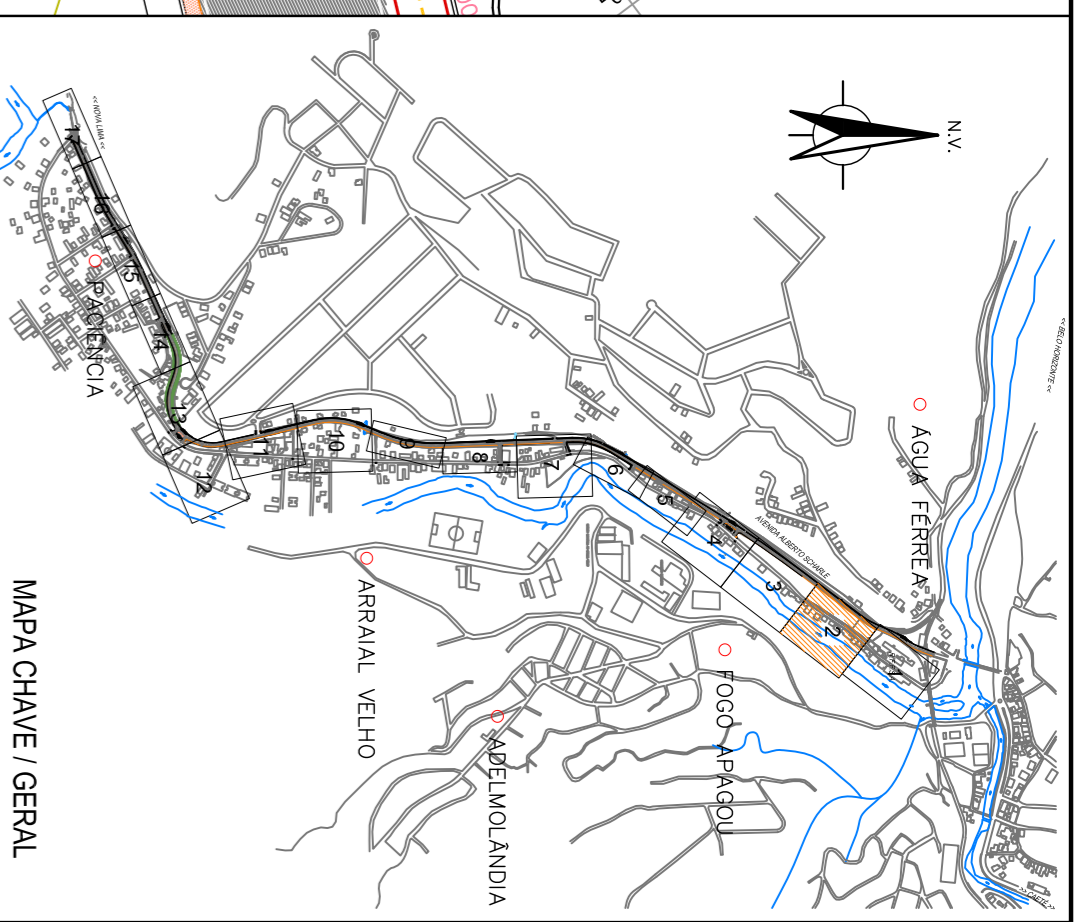 N.V.
<< BELO HORIZONTE <<
ÁGUA FÉRREA
AVENIDA ALBERTO SCHARLE
FOGO APAGOU
ADELMOLÂNDIA
ARRAIAL VELHO
PACIÊNCIA
<< NOVA LIMA <<
>> CAETÉ >>
1
2
3
4
5
6
7
8
9
10
11
12
13
14
15
16
17
MAPA CHAVE / GERAL